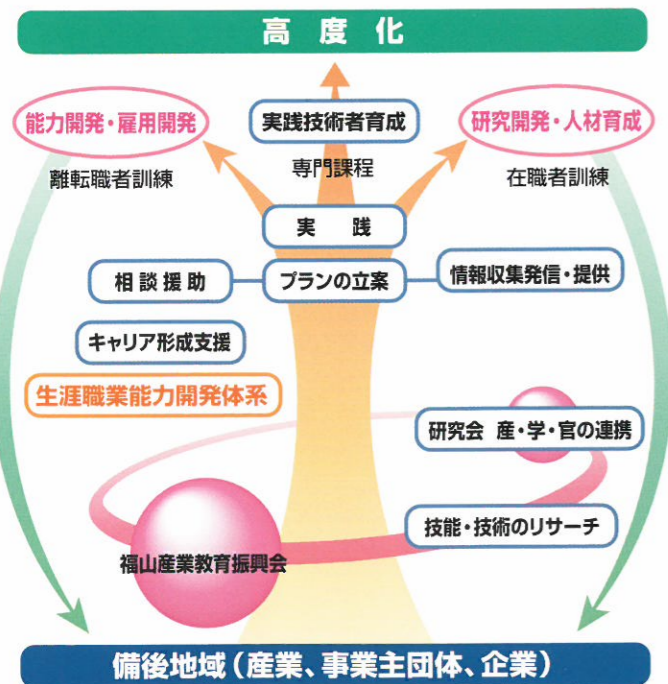 高度化
能力開発・雇用開発
実践技術者育成
研究開発・人材育成
離転職者訓練
専門課程
在職者訓練
実践
相談援助
プランの立案
情報収集発信・提供
キャリア形成支援
生涯職業能力開発体系
研究会 産・学・官の連携
技能・技術のリサーチ
福山産業教育振興会
備後地域(産業、事業主団体、企業)